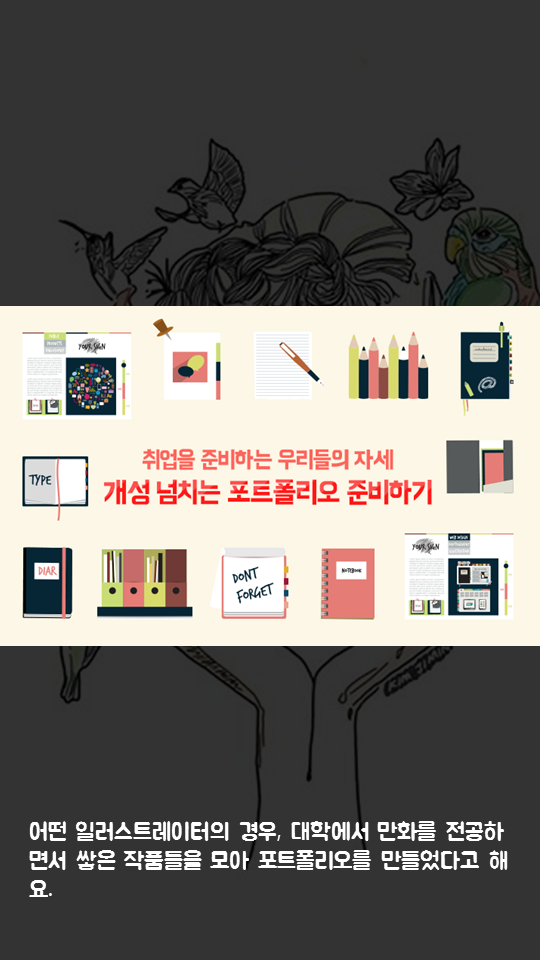 YOUR SIGN
취업을 준비하는 우리들의 자세
TYPE
개성 넘치는 포트폴리오 준비하기
DIAR
DONT
FORGET
NOTEBOOK
YOUR SIGN
어떤 일러스트레이터의 경우, 대학에서 만화를 전공하
면서 쌓은 작품들을 모아 포트폴리오를 만들었다고 해
요.